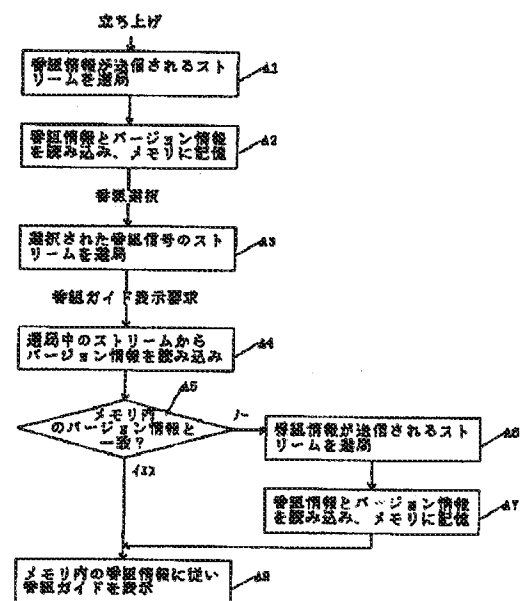 立ち上げ
番組情報が送信されるスト
リームを選局
A1
番組情報とバージョン情報
を読み込み、メモリに記憶
A2
番組選択
選択された番組信号のスト
リームを選局
A3
番組ガイド表示要求
選局中のストリームから
バージョン情報を読み込み
A4
A5
メモリ内
のバージョン情報と
一致?
ノー
イエス
番組情報が送信されるスト
リームを選局
A6
番組情報とバージョン情報
を読み込み、メモリに記憶
A7
メモリ内の番組情報に従い
番組ガイドを表示